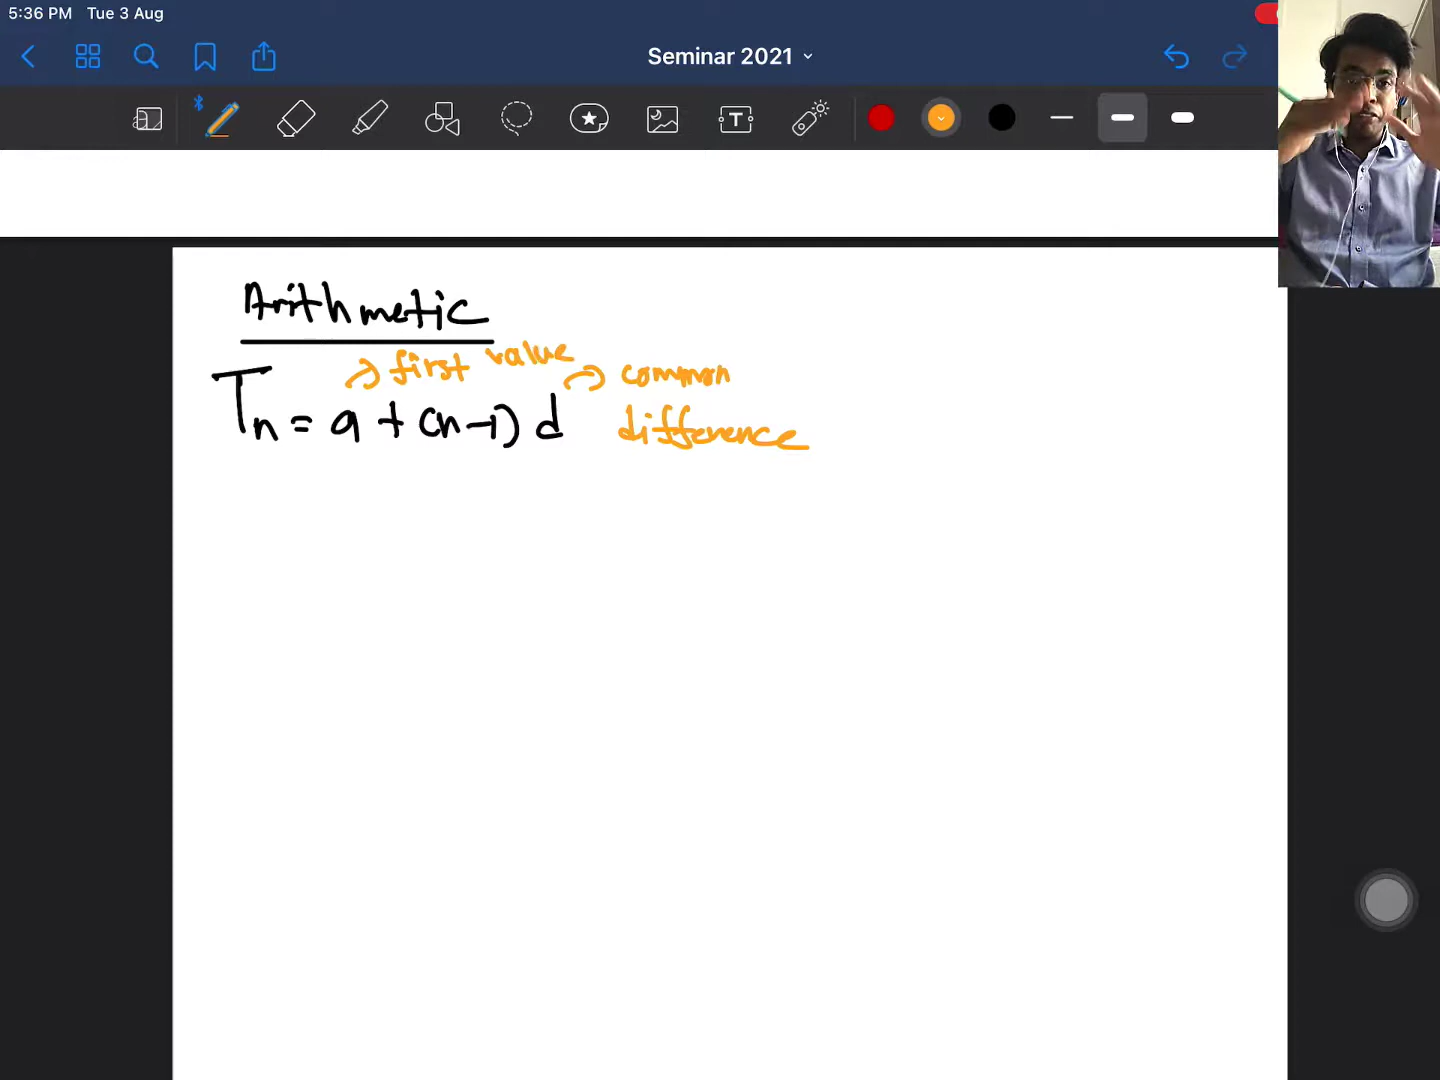 5:36 PM Tue 3 Aug
Seminar 2021
T
Arithmetic
first value
common
Tn = a + (n-1) d
difference